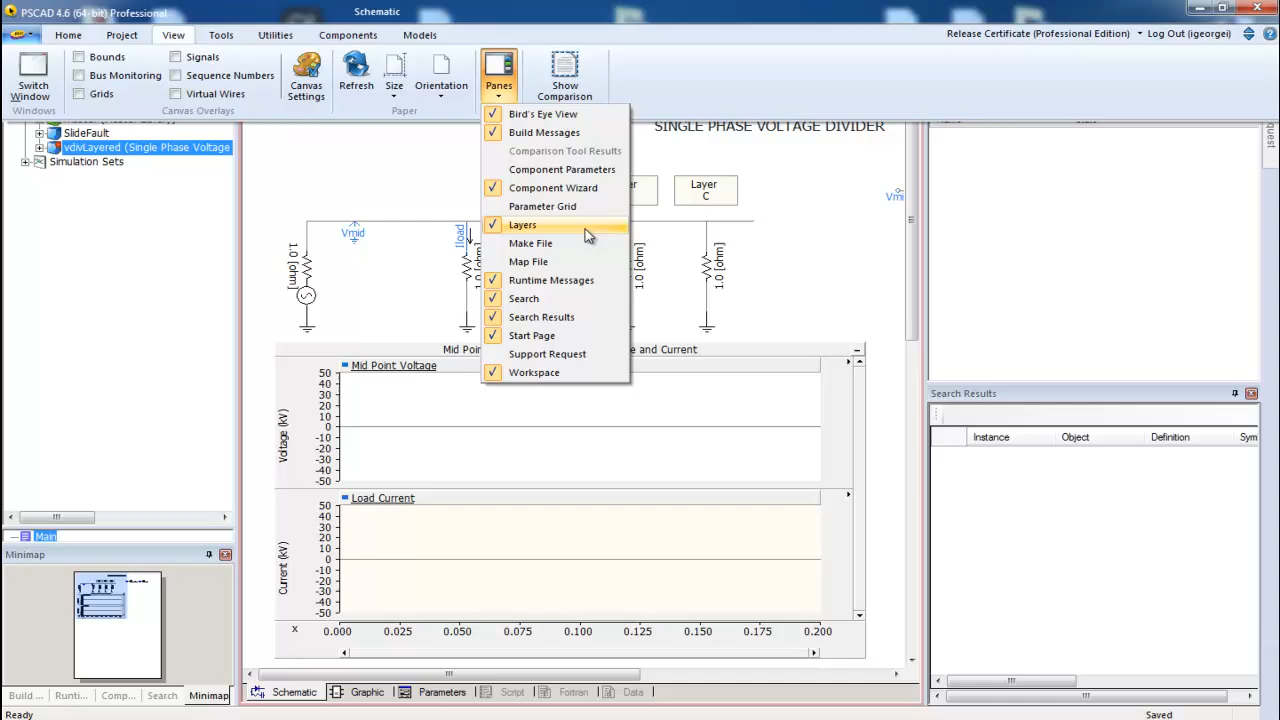 PSCAD 4.6 (64-bit) Professional
Schematic
Home
Project
View
Tools
Utilities
Components
Models
Release Certificate (Professional Edition)
Log Out (igeorgei)
Switch Window
Bounds
Bus Monitoring
Grids
Signals
Sequence Numbers
Virtual Wires
Canvas Settings
Refresh
Size
Orientation
Panes
Show Comparison
Windows
Canvas Overlays
Paper
SlideFault
vdivLayered (Single Phase Voltage
Simulation Sets
Bird's Eye View
Build Messages
Comparison Tool Results
Component Parameters
Component Wizard
Parameter Grid
Layers
Make File
Map File
Runtime Messages
Search
Search Results
Start Page
Support Request
Workspace
SINGLE PHASE VOLTAGE DIVIDER
Layer C
Vmid
Iload
1.0 [ohm]
1.0 [ohm]
1.0 [ohm]
Vmi
Mid Poi
e and Current
Mid Point Voltage
Voltage (kV)
50
40
30
20
10
0
-10
-20
-30
-40
-50
Load Current
Current (kV)
50
40
30
20
10
0
-10
-20
-30
-40
-50
x
0.000
0.025
0.050
0.075
0.100
0.125
0.150
0.175
0.200
Main
Minimap
Build ...
Runti...
Comp...
Search
Minimap
Schematic
Graphic
Parameters
Script
Fortran
Data
Search Results
Instance
Object
Definition
Sym
Ready
Saved